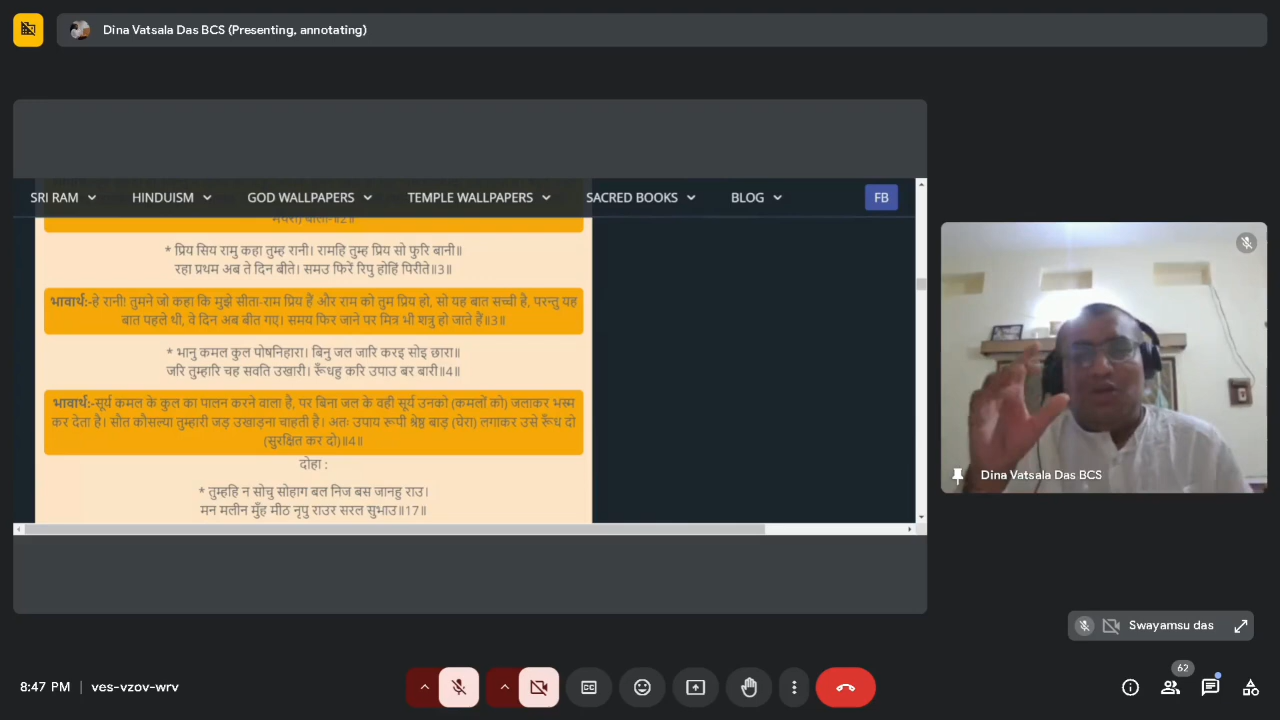 Dina Vatsala Das BCS (Presenting, annotating)
SRI RAM
HINDUISM
GOD WALLPAPERS
TEMPLE WALLPAPERS
SACRED BOOKS
BLOG
FB
* प्रिय सिय रामु कहा तुम्ह रानी। रामहि तुम्ह प्रिय सो फुरि बानी॥
रहा प्रथम अब ते दिन बीते। समउ फिरें रिपु होहिं पिरीते॥3॥
भावार्थ:-हे रानी! तुमने जो कहा कि मुझे सीता-राम प्रिय हैं और राम को तुम प्रिय हो, सो यह बात सच्ची है, परन्तु यह
बात पहले थी, वे दिन अब बीत गए। समय फिर जाने पर मित्र भी शत्रु हो जाते हैं॥3॥
* भानु कमल कुल पोषनिहारा। बिनु जल जारि करइ सोइ छारा॥
जरि तुम्हारि चह सवति उखारी। रूँधहु करि उपाउ बर बारी॥4॥
भावार्थ:-सूर्य कमल के कुल का पालन करने वाला है, पर बिना जल के वही सूर्य उनको (कमलों को) जलाकर भस्म
कर देता है। सौत कौसल्या तुम्हारी जड़ उखाड़ना चाहती है। अतः उपाय रूपी श्रेष्ठ बाड़ (घेरा) लगाकर उसे रूँध दो
(सुरक्षित कर दो)॥4॥
दोहा :
* तुम्हहि न सोचु सोहाग बल निज बस जानहु राउ।
मन मलीन मुँह मीठ नृपु राउर सरल सुभाउ॥17॥
Dina Vatsala Das BCS
Swayamsu das
8:47 PM
ves-vzov-wrv
62